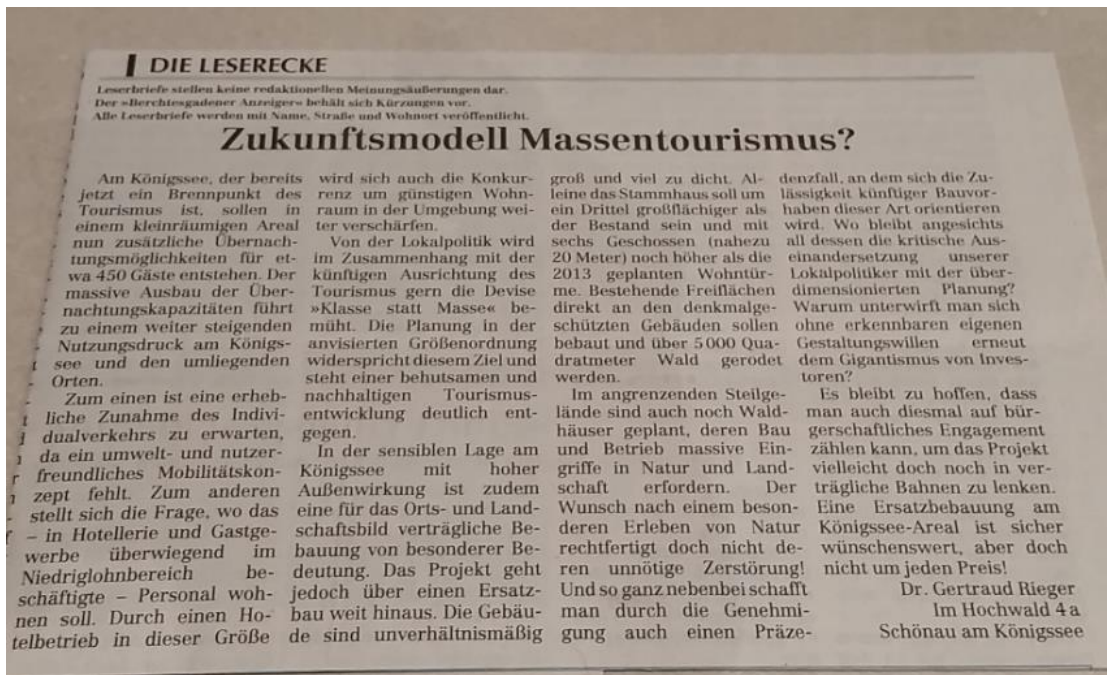 DIE LESERECKE
Leserbriefe stellen keine redaktionellen Meinungsäußerungen dar.
Der »Berchtesgadener Anzeiger« behält sich Kürzungen vor.
Alle Leserbriefe werden mit Name, Straße und Wohnort veröffentlicht.
Zukunftsmodell Massentourismus?
Am Königssee, der bereits
jetzt ein Brennpunkt des
Tourismus ist, sollen in
einem kleinräumigen Areal
nun zusätzliche Übernach-
tungsmöglichkeiten für et-
wa 450 Gäste entstehen. Der
massive Ausbau der Über-
nachtungskapazitäten führt
zu einem weiter steigenden
Nutzungsdruck am Königs-
see und den umliegenden
Orten.
Zum einen ist eine erheb-
liche Zunahme des Indivi-
dualverkehrs zu erwarten,
da ein umwelt- und nutzer-
freundliches Mobilitätskon-
zept fehlt. Zum anderen
stellt sich die Frage, wo das
– in Hotellerie und Gastge-
werbe überwiegend im
Niedriglohnbereich be-
schäftigte – Personal woh-
nen soll. Durch einen Ho-
telbetrieb in dieser Größe
wird sich auch die Konkur-
renz um günstigen Wohn-
raum in der Umgebung wei-
ter verschärfen.
Von der Lokalpolitik wird
im Zusammenhang mit der
künftigen Ausrichtung des
Tourismus gern die Devise
»Klasse statt Masse« be-
müht. Die Planung in der
anvisierten Größenordnung
widerspricht diesem Ziel und
steht einer behutsamen und
nachhaltigen Tourismus-
entwicklung deutlich ent-
gegen.
In der sensiblen Lage am
Königssee mit hoher
Außenwirkung ist zudem
eine für das Orts- und Land-
schaftsbild verträgliche Be-
bauung von besonderer Be-
deutung. Das Projekt geht
jedoch über einen Ersatz-
bau weit hinaus. Die Gebäu-
de sind unverhältnismäßig
groß und viel zu dicht. Al-
leine das Stammhaus soll um
ein Drittel großflächiger als
der Bestand sein und mit
sechs Geschossen (nahezu
20 Meter) noch höher als die
2013 geplanten Wohntür-
me. Bestehende Freiflächen
direkt an den denkmalge-
schützten Gebäuden sollen
bebaut und über 5 000 Qua-
dratmeter Wald gerodet
werden.
Im angrenzenden Steilge-
lände sind auch noch Wald-
häuser geplant, deren Bau
und Betrieb massive Ein-
griffe in Natur und Land-
schaft erfordern. Der
Wunsch nach einem beson-
deren Erleben von Natur
rechtfertigt doch nicht de-
ren unnötige Zerstörung!
Und so ganz nebenbei schafft
man durch die Genehmi-
gung auch einen Präze-
denzfall, an dem sich die Zu-
lässigkeit künftiger Bauvor-
haben dieser Art orientieren
wird. Wo bleibt angesichts
all dessen die kritische Aus-
einandersetzung unserer
Lokalpolitiker mit der über-
dimensionierten Planung?
Warum unterwirft man sich
ohne erkennbaren eigenen
Gestaltungswillen erneut
dem Gigantismus von Inves-
toren?
Es bleibt zu hoffen, dass
man auch diesmal auf bür-
gerschaftliches Engagement
zählen kann, um das Projekt
vielleicht doch noch in ver-
trägliche Bahnen zu lenken.
Eine Ersatzbebauung am
Königssee-Areal ist sicher
wünschenswert, aber doch
nicht um jeden Preis!
Dr. Gertraud Rieger
Im Hochwald 4 a
Schönau am Königssee